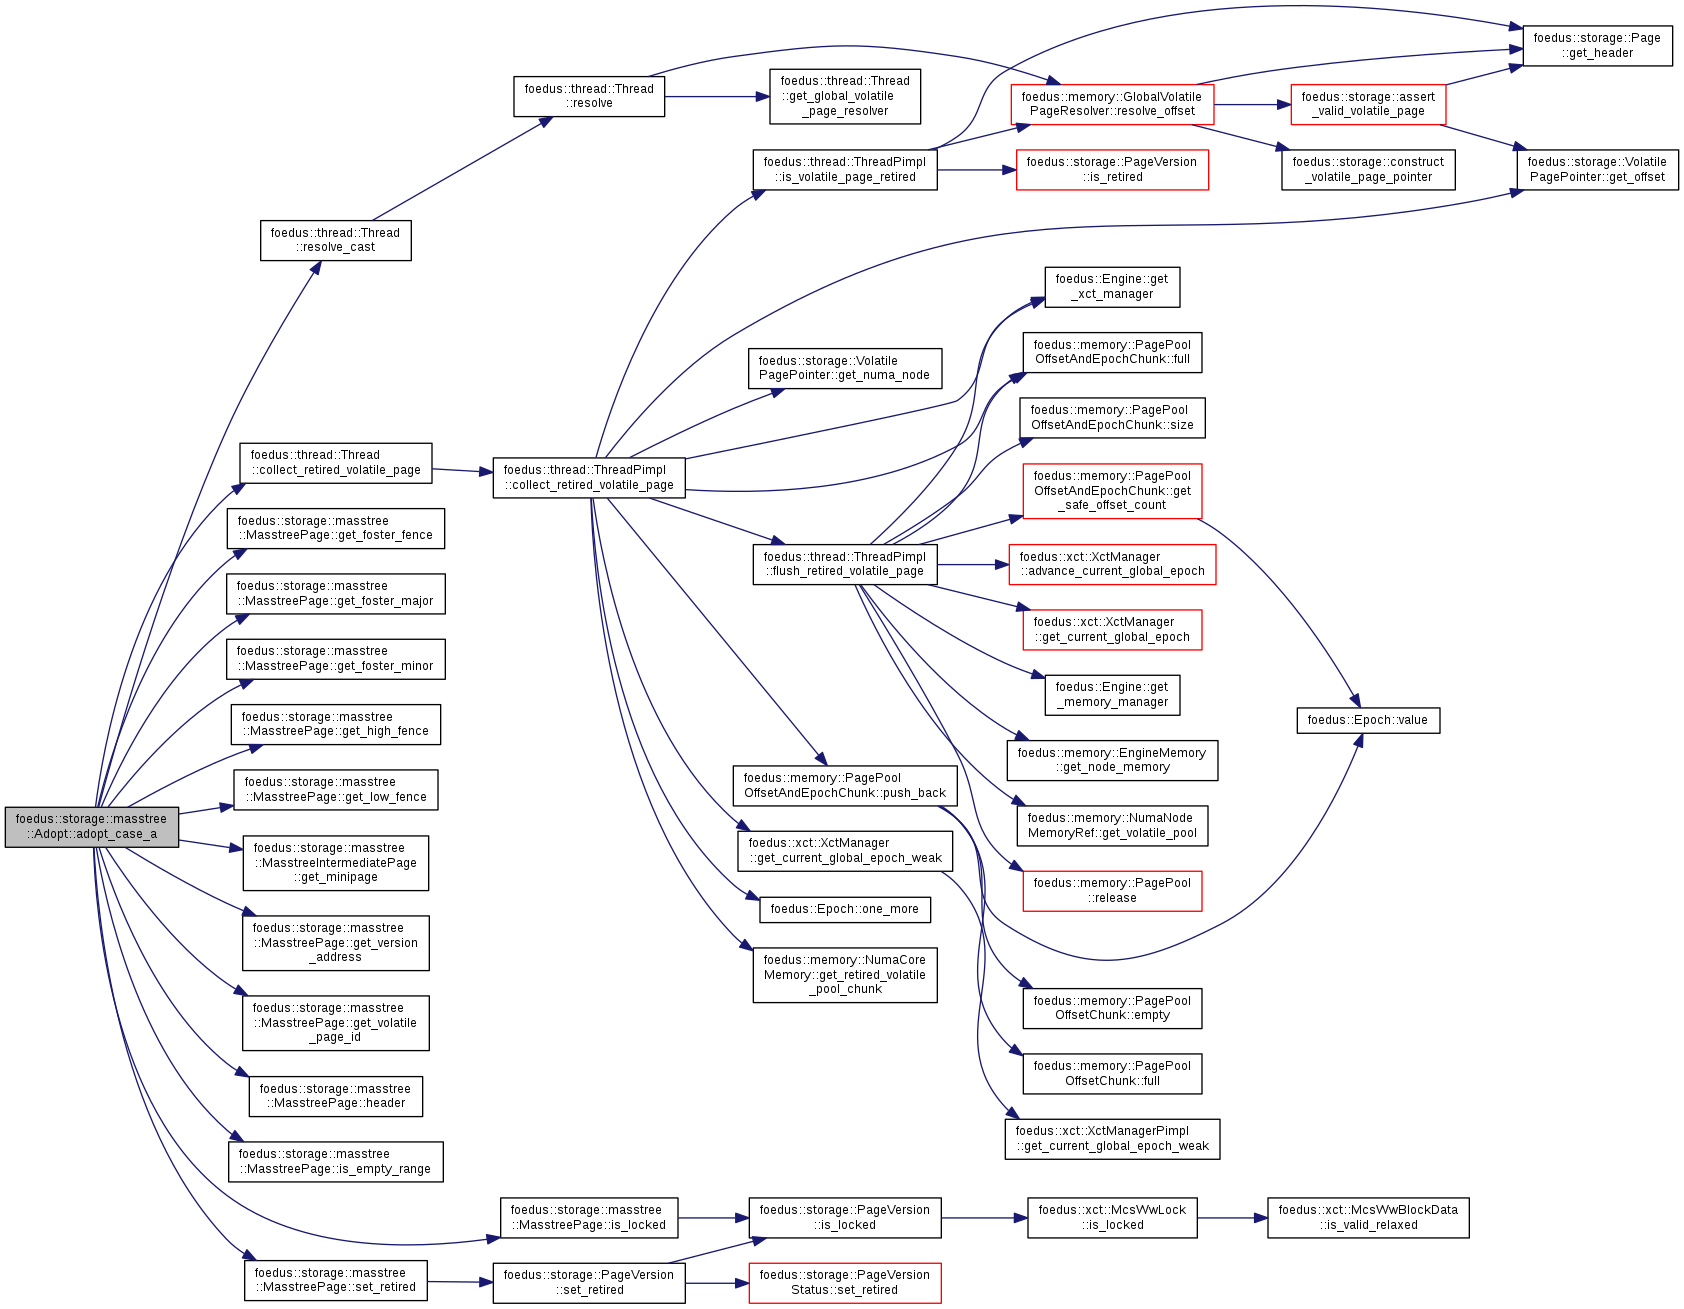 foedus::storage::masstree
::Adopt::adopt_case_a
foedus::thread::Thread
::resolve_cast
foedus::thread::Thread
::collect_retired_volatile_page
foedus::storage::masstree
::MasstreePage::get_foster_fence
foedus::storage::masstree
::MasstreePage::get_foster_major
foedus::storage::masstree
::MasstreePage::get_foster_minor
foedus::storage::masstree
::MasstreePage::get_high_fence
foedus::storage::masstree
::MasstreePage::get_low_fence
foedus::storage::masstree
::MasstreeIntermediatePage
::get_minipage
foedus::storage::masstree
::MasstreePage::get_version
_address
foedus::storage::masstree
::MasstreePage::get_volatile
_page_id
foedus::storage::masstree
::MasstreePage::header
foedus::storage::masstree
::MasstreePage::is_empty_range
foedus::storage::masstree
::MasstreePage::is_locked
foedus::storage::masstree
::MasstreePage::set_retired
foedus::thread::Thread
::resolve
foedus::thread::ThreadPimpl
::collect_retired_volatile_page
foedus::storage::PageVersion
::set_retired
foedus::thread::Thread
::get_global_volatile
_page_resolver
foedus::thread::ThreadPimpl
::is_volatile_page_retired
foedus::storage::Volatile
PagePointer::get_numa_node
foedus::thread::ThreadPimpl
::flush_retired_volatile_page
foedus::memory::PagePool
OffsetAndEpochChunk::push_back
foedus::xct::XctManager
::get_current_global_epoch_weak
foedus::Epoch::one_more
foedus::memory::NumaCore
Memory::get_retired_volatile
_pool_chunk
foedus::storage::PageVersion
::is_locked
foedus::storage::PageVersion
Status::set_retired
foedus::memory::GlobalVolatile
PageResolver::resolve_offset
foedus::storage::PageVersion
::is_retired
foedus::Engine::get
_xct_manager
foedus::memory::PagePool
OffsetAndEpochChunk::full
foedus::memory::PagePool
OffsetAndEpochChunk::size
foedus::memory::PagePool
OffsetAndEpochChunk::get
_safe_offset_count
foedus::xct::XctManager
::advance_current_global_epoch
foedus::xct::XctManager
::get_current_global_epoch
foedus::Engine::get
_memory_manager
foedus::memory::EngineMemory
::get_node_memory
foedus::memory::NumaNode
MemoryRef::get_volatile_pool
foedus::memory::PagePool
::release
foedus::memory::PagePool
OffsetChunk::empty
foedus::memory::PagePool
OffsetChunk::full
foedus::xct::XctManagerPimpl
::get_current_global_epoch_weak
foedus::xct::McsWwLock
::is_locked
foedus::storage::assert
_valid_volatile_page
foedus::storage::construct
_volatile_page_pointer
foedus::Epoch::value
foedus::xct::McsWwBlockData
::is_valid_relaxed
foedus::storage::Page
::get_header
foedus::storage::Volatile
PagePointer::get_offset